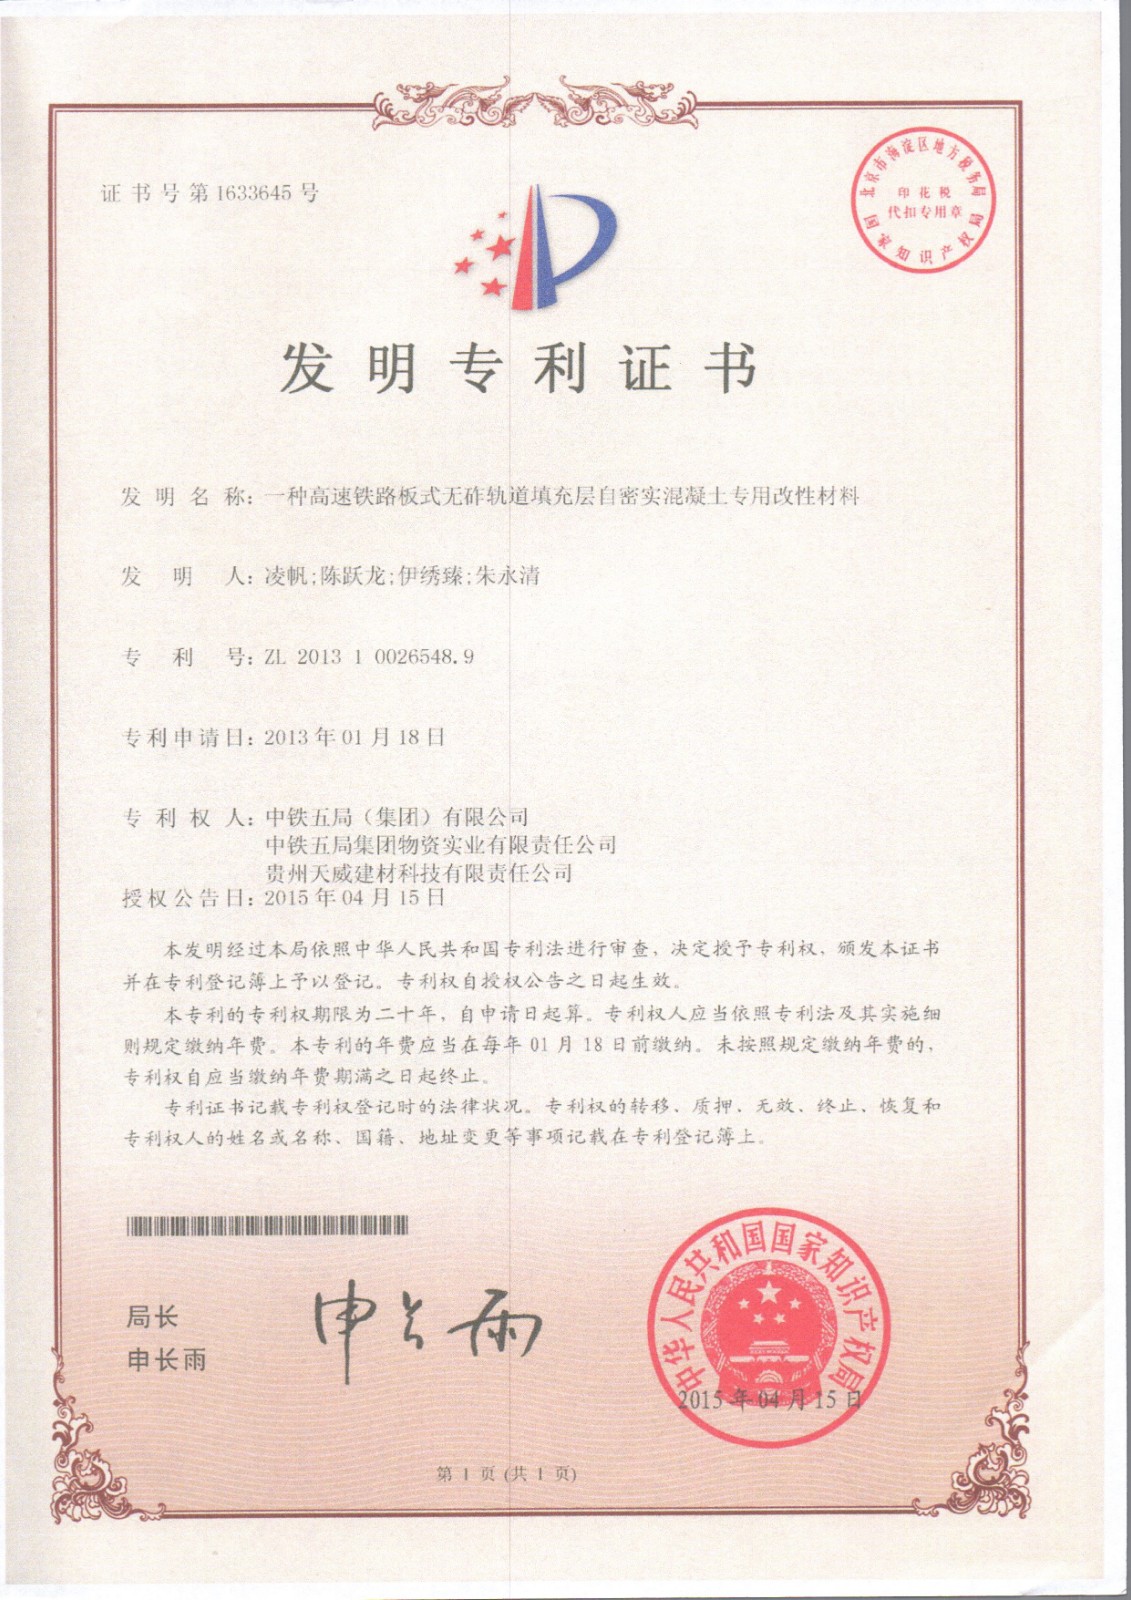 证书号第1633645号
北京市海淀区地方税务局
印花税
代扣专用章
国家知识产权局
发明专利证书
发明名称：一种高速铁路板式无砟轨道填充层自密实混凝土专用改性材料
发明人：凌帆;陈跃龙;伊绣臻;朱永清
专利号：ZL 2013 1 0026548.9
专利申请日：2013年01月18日
专利权人：中铁五局（集团）有限公司
中铁五局集团物资实业有限责任公司
贵州天威建材科技有限责任公司
授权公告日：2015年04月15日
本发明经过本局依照中华人民共和国专利法进行审查，决定授予专利权，颁发本证书
并在专利登记簿上予以登记。专利权自授权公告之日起生效。
本专利的专利权期限为二十年，自申请日起算。专利权人应当依照专利法及其实施细
则规定缴纳年费。本专利的年费应当在每年01月18日前缴纳。未按照规定缴纳年费的，
专利权自应当缴纳年费期满之日起终止。
专利证书记载专利权登记时的法律状况。专利权的转移、质押、无效、终止、恢复和
专利权人的姓名或名称、国籍、地址变更等事项记载在专利登记簿上。
局长
申长雨
申长雨
中华人民共和国国家知识产权局
2015年04月15日
第1页(共1页)